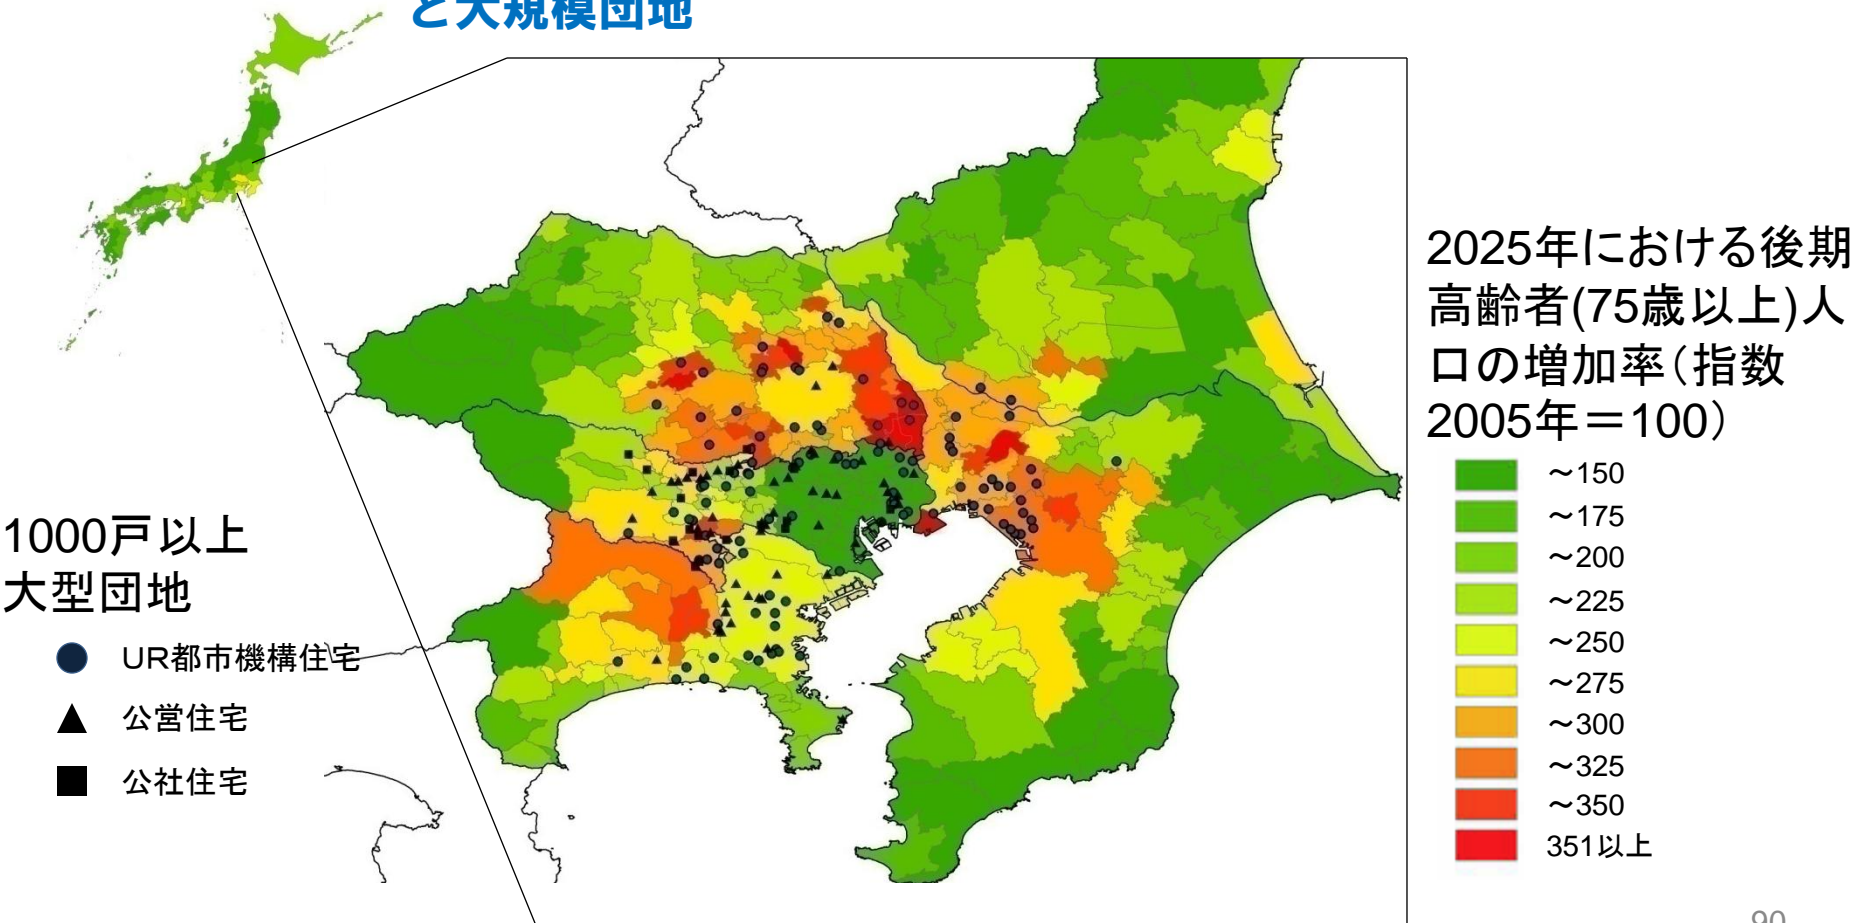 と大規模団地
2025年における後期
高齢者(75歳以上)人
口の増加率（指数
2005年＝100）
～150
～175
～200
～225
～250
～275
～300
～325
～350
351以上
1000戸以上
大型団地
UR都市機構住宅
公営住宅
公社住宅
90